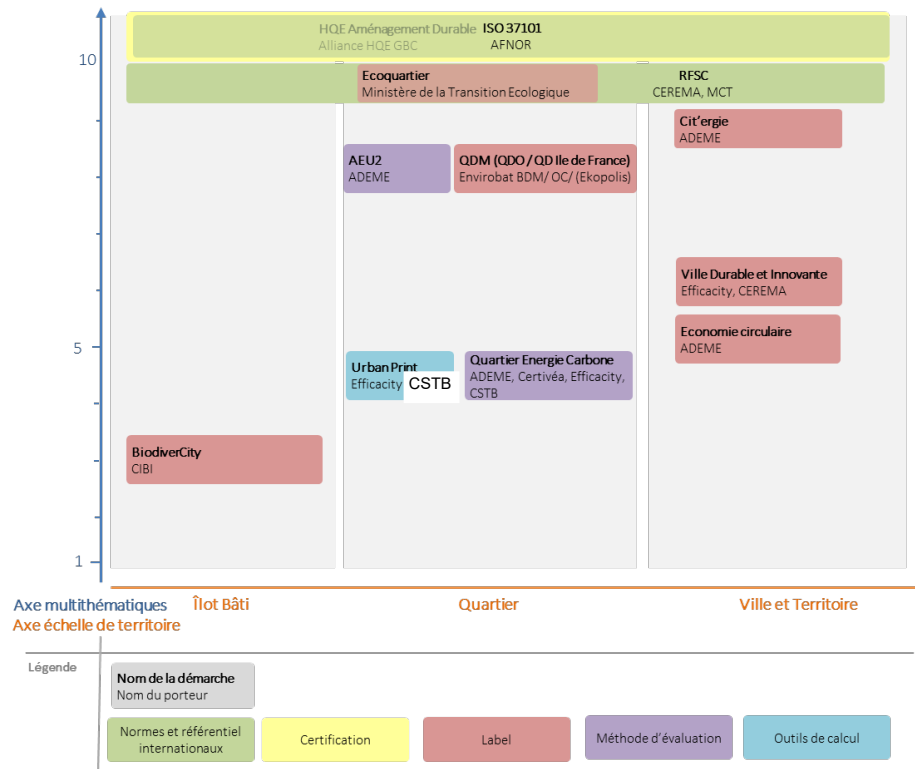 HQE Aménagement Durable ISO 37101
Alliance HQE GBC AFNOR
10
Ecoquartier
Ministère de la Transition Ecologique
RFSC
CEREMA, MCT
Cit'ergie
ADEME
AEU2
ADEME
QDM (QDO / QD Ile de France)
Envirobat BDM/ OC/ (Ekopolis)
Ville Durable et Innovante
Efficacity, CEREMA
Economie circulaire
ADEME
5
Urban Print
Efficacity CSTB
Quartier Energie Carbone
ADEME, Certivéa, Efficacity,
CSTB
BiodiverCity
CIBI
1
Axe multithématiques
Îlot Bâti
Quartier
Ville et Territoire
Axe échelle de territoire
Légende
Nom de la démarche
Nom du porteur
Normes et référentiel
internationaux
Certification
Label
Méthode d'évaluation
Outils de calcul